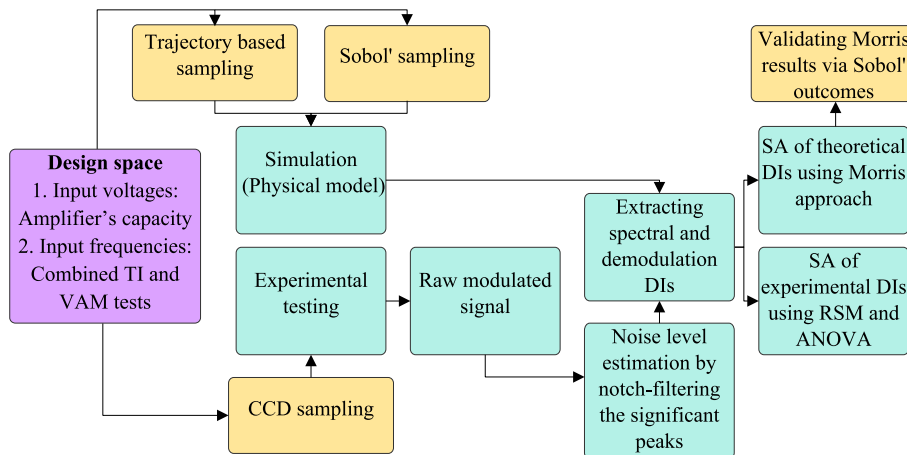 Trajectory based
sampling
Sobol' sampling
Validating Morris
results via Sobol'
outcomes
Design space
1. Input voltages:
Amplifier’s capacity
2. Input frequencies:
Combined TI and
VAM tests
Simulation
(Physical model)
SA of theoretical
DIs using Morris
approach
Extracting
spectral and
demodulation
DIs
Experimental
testing
Raw modulated
signal
SA of
experimental DIs
using RSM and
ANOVA
Noise level
estimation by
notch-filtering
the significant
peaks
CCD sampling